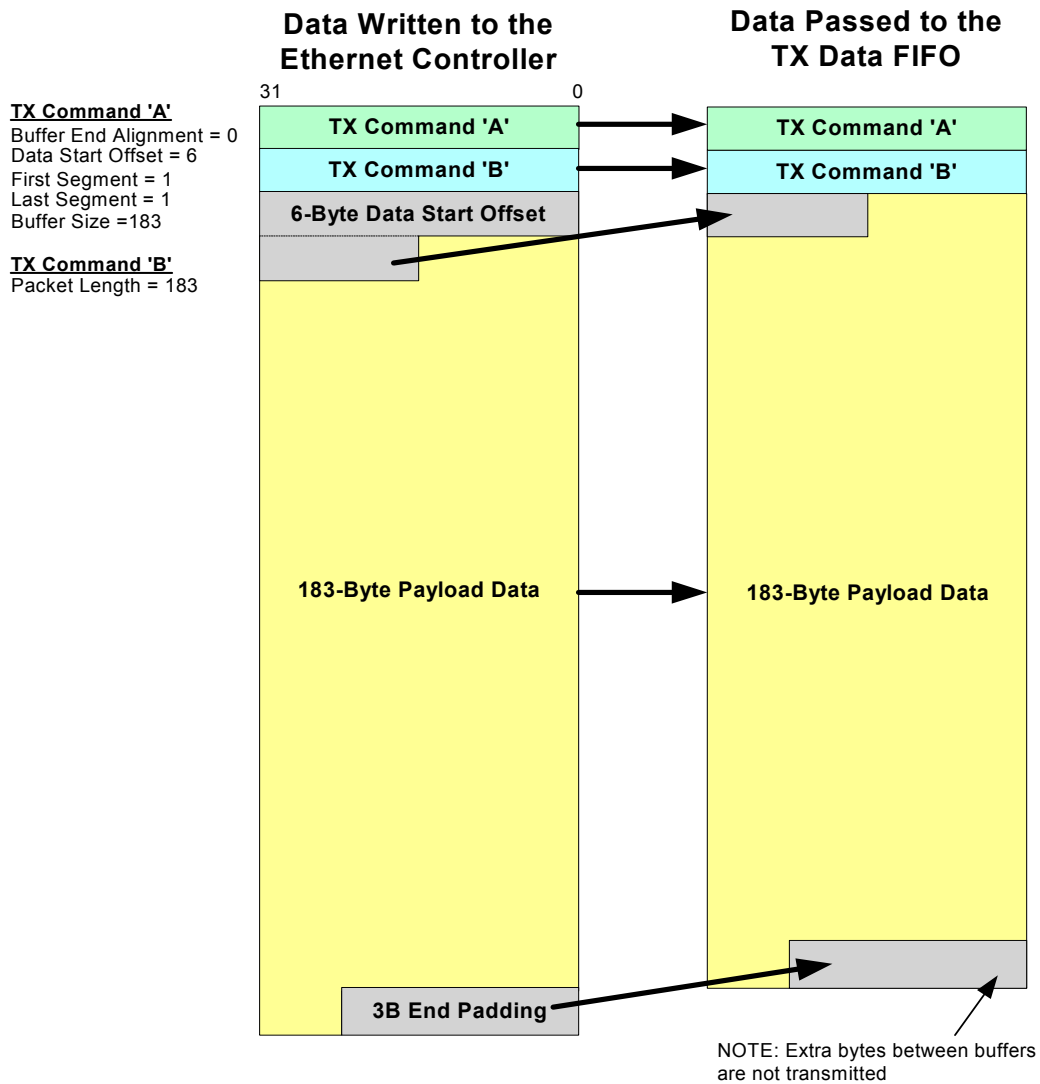 Data Written to the
Ethernet Controller
Data Passed to the
TX Data FIFO
31
0
TX Command 'A'
Buffer End Alignment = 0
Data Start Offset = 6
First Segment = 1
Last Segment = 1
Buffer Size =183
TX Command 'B'
Packet Length = 183
TX Command 'A'
TX Command 'B'
6-Byte Data Start Offset
183-Byte Payload Data
3B End Padding
TX Command 'A'
TX Command 'B'
183-Byte Payload Data
NOTE: Extra bytes between buffers
are not transmitted